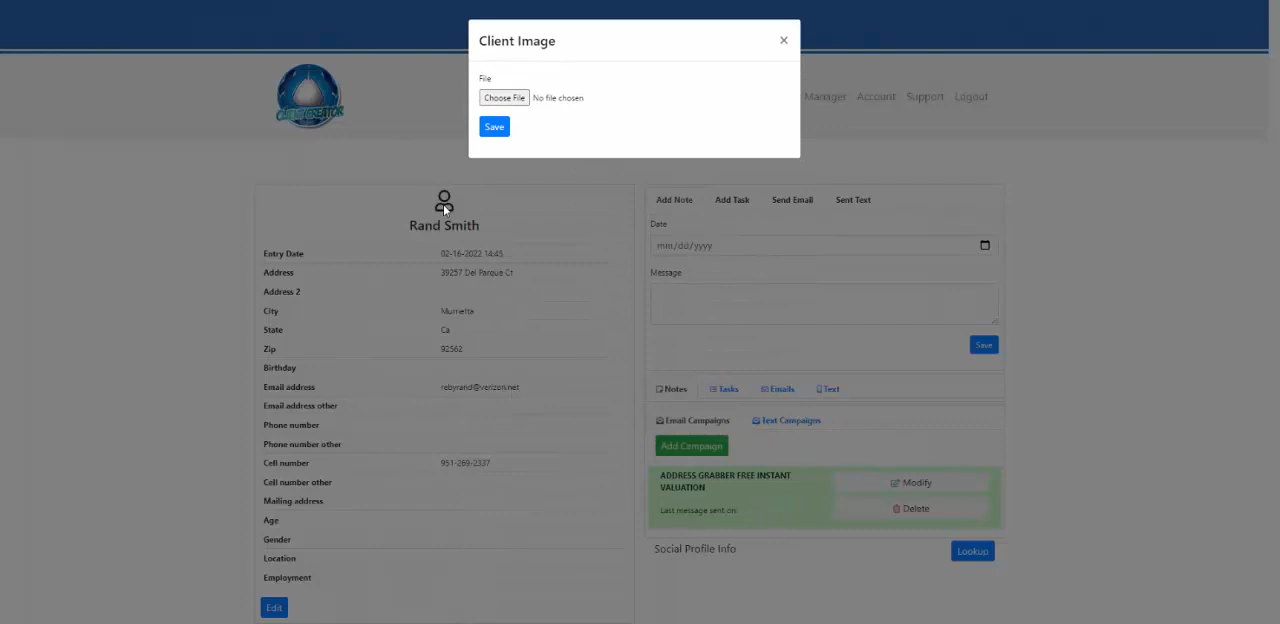 Client Image ×
File
Choose File No file chosen
Save
CLIENT CREATOR
Manager Account Support Logout
Rand Smith
Entry Date 02-16-2022 14:45
Address 39257 Del Parque Ct
Address 2
City Murrieta
State Ca
Zip 92562
Birthday
Email address rebyrand@verizon.net
Email address other
Phone number
Phone number other
Cell number 951-269-2337
Cell number other
Mailing address
Age
Gender
Location
Employment
Edit
Add Note Add Task Send Email Sent Text
Date
mm/dd/yyyy
Message
Save
Notes Tasks Emails Text
Email Campaigns Text Campaigns
Add Campaign
ADDRESS GRABBER FREE INSTANT
VALUATION
Last message sent on:
Modify
Delete
Social Profile Info
Lookup